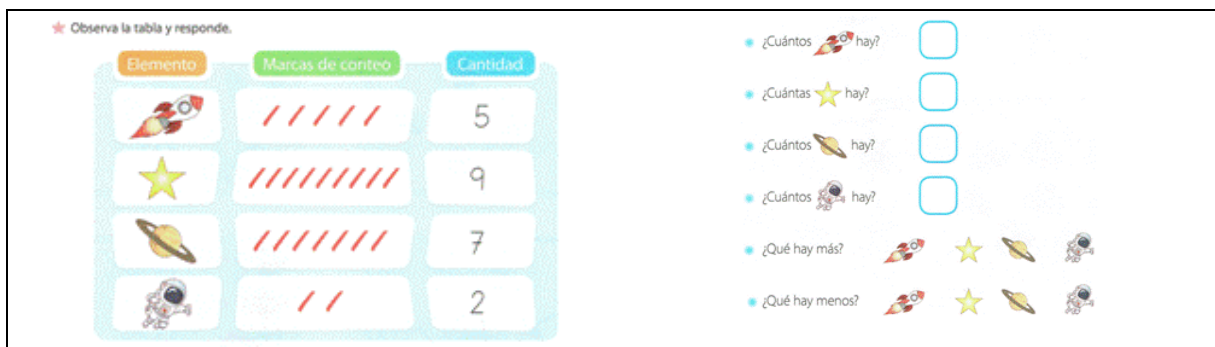 Observa la tabla y responde.
Elemento Marcas de conteo Cantidad
5
9
7
2
¿Cuántos hay?
¿Cuántas hay?
¿Cuántos hay?
¿Cuántos hay?
¿Qué hay más?
¿Qué hay menos?